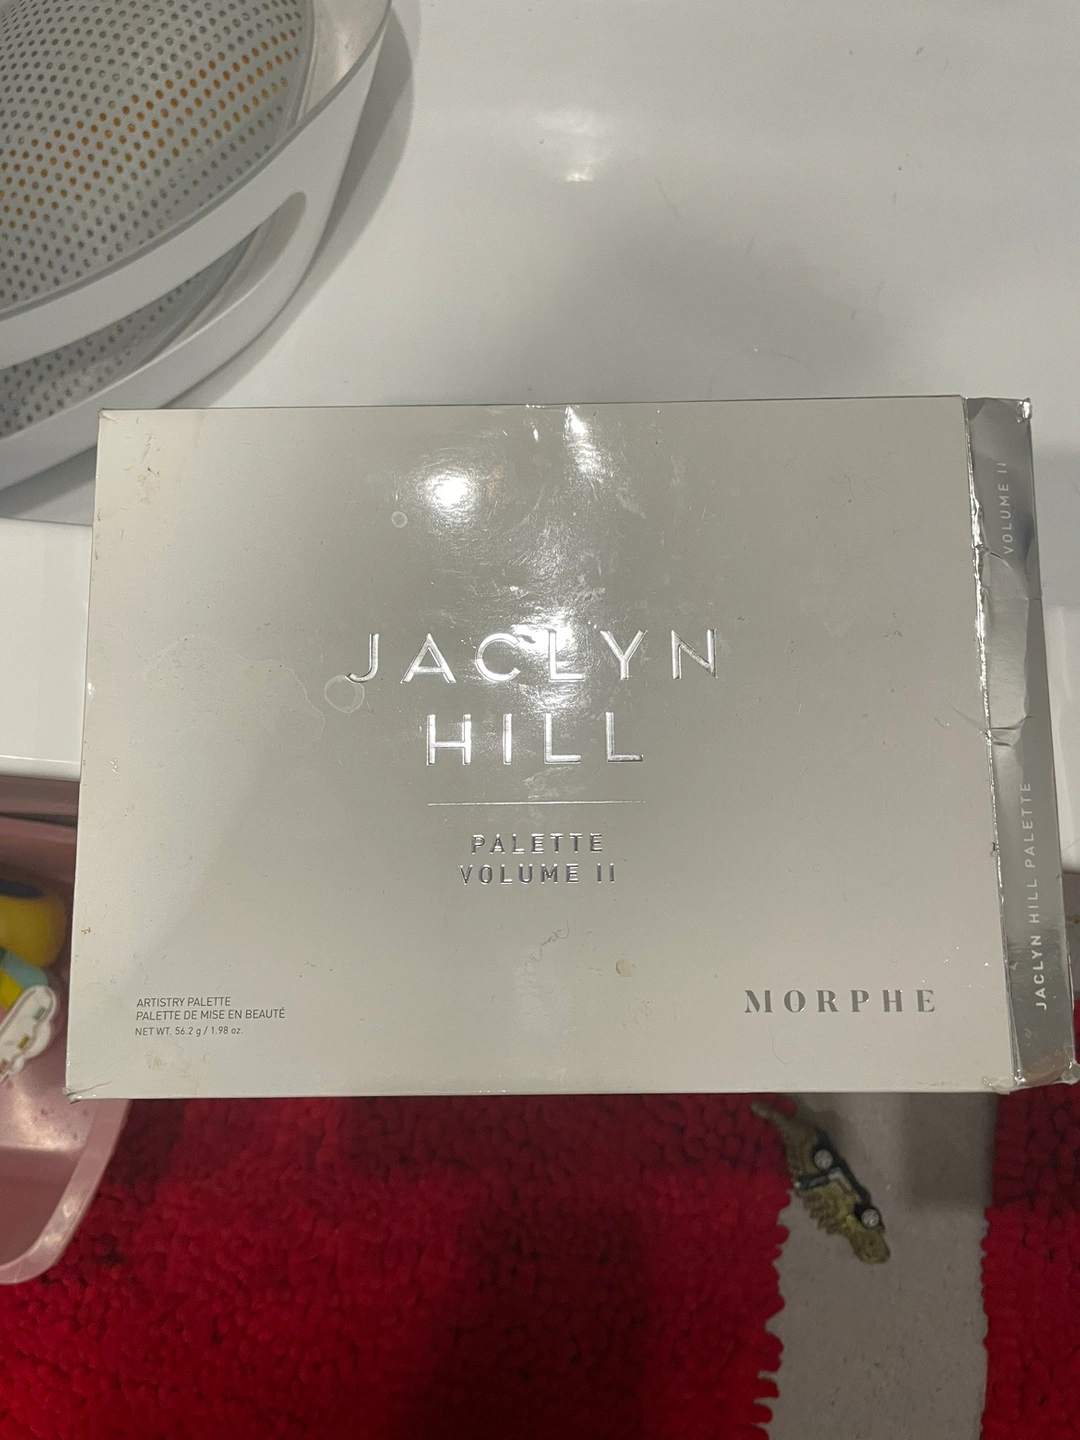 JACLYN
HILL
PALETTE
VOLUME II
ARTISTRY PALETTE
PALETTE DE MISE EN BEAUTÉ
NET WT. 56.2 g / 1.98 oz.
MORPHE
JACLYN HILL PALETTE
VOLUME II